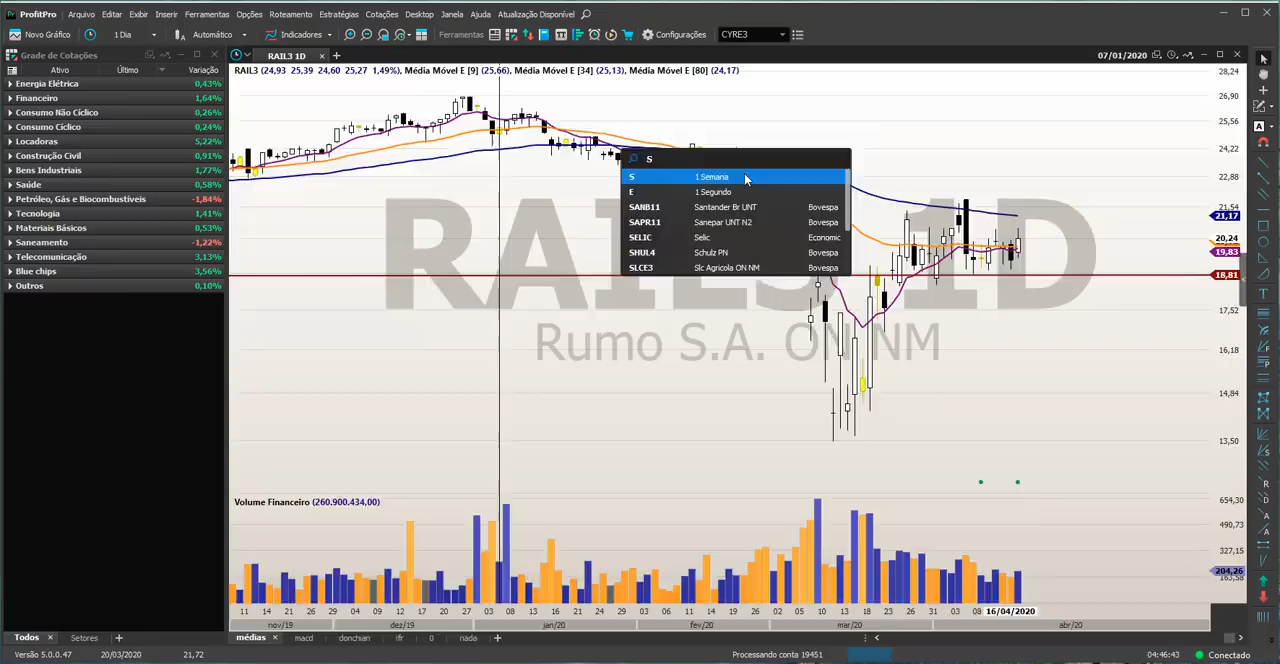 ProfitPro Arquivo Editar Exibir Inserir Ferramentas Opções Roteamento Estratégias Cotações Desktop Janela Ajuda Atualização Disponível
Novo Gráfico 1 Dia Automático Indicadores Ferramentas Configurações CYRE3
Grade de Cotações
Ativo Último Variação
Energia Elétrica 0,43%
Financeiro 1,64%
Consumo Não Cíclico 0,26%
Consumo Cíclico 0,24%
Locadoras 5,22%
Construção Civil 0,91%
Bens Industriais 1,77%
Saúde 0,58%
Petróleo, Gás e Biocombustíveis -1,84%
Tecnologia 1,41%
Materiais Básicos 0,53%
Saneamento -1,22%
Telecomunicação 3,13%
Blue chips 3,56%
Outros 0,10%
RAIL3 1D
07/01/2020
RAIL3 (24,93 25,39 24,60 25,27 1,49%), Média Móvel E [9] (25,66), Média Móvel E [34] (25,13), Média Móvel E [80] (24,17)
S
S 1 Semana
E 1 Segundo
SANB11 Santander Br UNT Bovespa
SAPR11 Sanepar UNT N2 Bovespa
SELIC Selic Economic
SHUL4 Schulz PN Bovespa
SLCE3 Slc Agricola ON NM Bovespa
RAIL3 1D
Rumo S.A. ON NM
28,24
26,90
25,56
24,22
22,88
21,54
21,17
20,24
19,83
18,81
17,52
16,18
14,84
13,50
Volume Financeiro (260.900.434,00)
654,30
490,73
327,15
204,26
163,58
11 14 21 26 29 04 09 12 17 20 27 03 08 13 16 21 24 29 03 06 11 14 19 26 02 05 10 13 18 23 26 31 03 08 16/04/2020
nov/19 dez/19 jan/20 fev/20 mar/20 abr/20
Todos Setores
médias macd donchian ifr 0 nada
Versão 5.0.0.47 20/03/2020 21,72 Processando conta 19451 04:46:43 Conectado